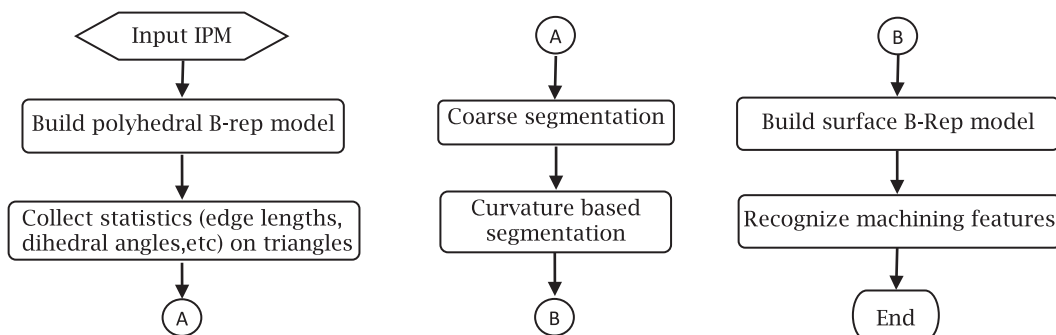 Input IPM
Build polyhedral B-rep model
Collect statistics (edge lengths,
dihedral angles,etc) on triangles
A
A
Coarse segmentation
Curvature based
segmentation
B
B
Build surface B-Rep model
Recognize machining features
End